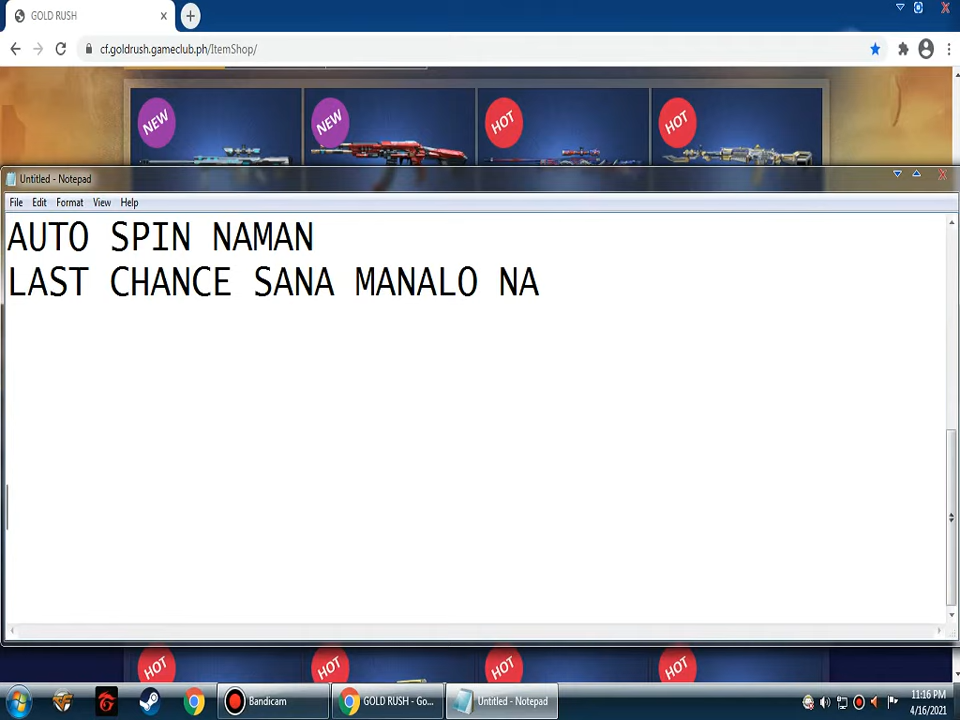 GOLD RUSH
cf.goldrush.gameclub.ph/ItemShop/
NEW
NEW
HOT
HOT
Untitled - Notepad
File Edit Format View Help
AUTO SPIN NAMAN
LAST CHANCE SANA MANALO NA
HOT
HOT
HOT
HOT
Bandicam
GOLD RUSH - Go...
Untitled - Notepad
11:16 PM
4/16/2021